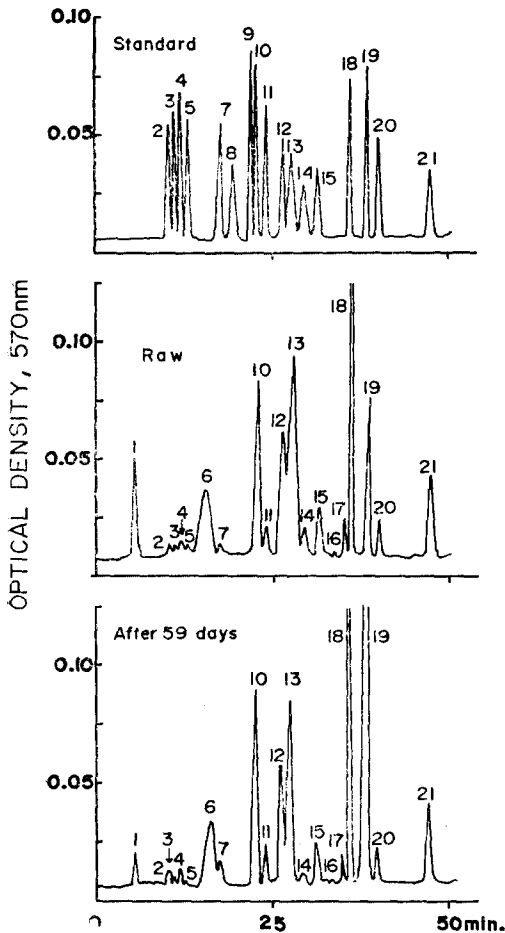 0.10
Standard
0.05
2 3 4 5 7 8 9 10 11 12 13 14 15 18 19 20 21
OPTICAL DENSITY, 570nm
0.10
Raw
0.05
1 2 3 4 5 6 7 10 11 12 13 14 15 16 17 18 19 20 21
0.10
After 59 days
0.05
1 2 3 4 5 6 7 10 11 12 13 14 15 16 17 18 19 20 21
0 25 50 min.